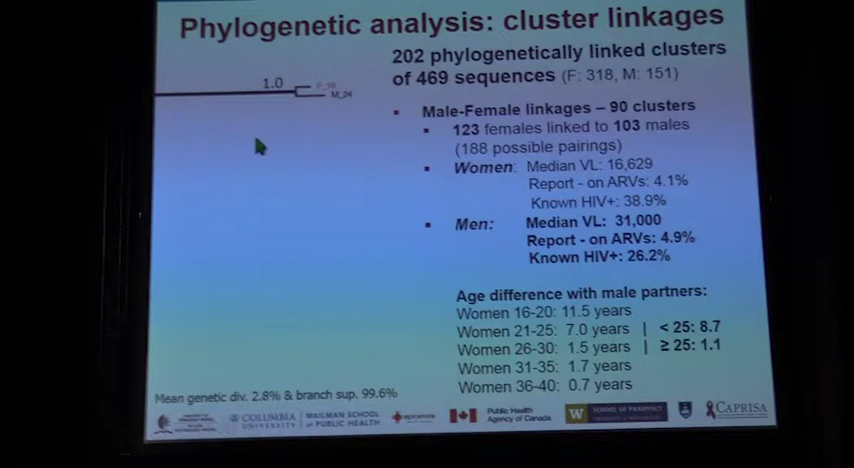 Phylogenetic analysis: cluster linkages
202 phylogenetically linked clusters
of 469 sequences (F: 318, M: 151)
1.0
M_24
▪ Male-Female linkages – 90 clusters
▪ 123 females linked to 103 males
(188 possible pairings)
▪ Women: Median VL: 16,629
Report - on ARVs: 4.1%
Known HIV+: 38.9%
▪ Men: Median VL: 31,000
Report - on ARVs: 4.9%
Known HIV+: 26.2%
Age difference with male partners:
Women 16-20: 11.5 years
Women 21-25: 7.0 years | < 25: 8.7
Women 26-30: 1.5 years | ≥ 25: 1.1
Women 31-35: 1.7 years
Women 36-40: 0.7 years
Mean genetic div. 2.8% & branch sup. 99.6%
COLUMBIA UNIVERSITY
MAILMAN SCHOOL
of PUBLIC HEALTH
epicentre
Public Health
Agency of Canada
W
SCHOOL OF PHARMACY
CAPRISA